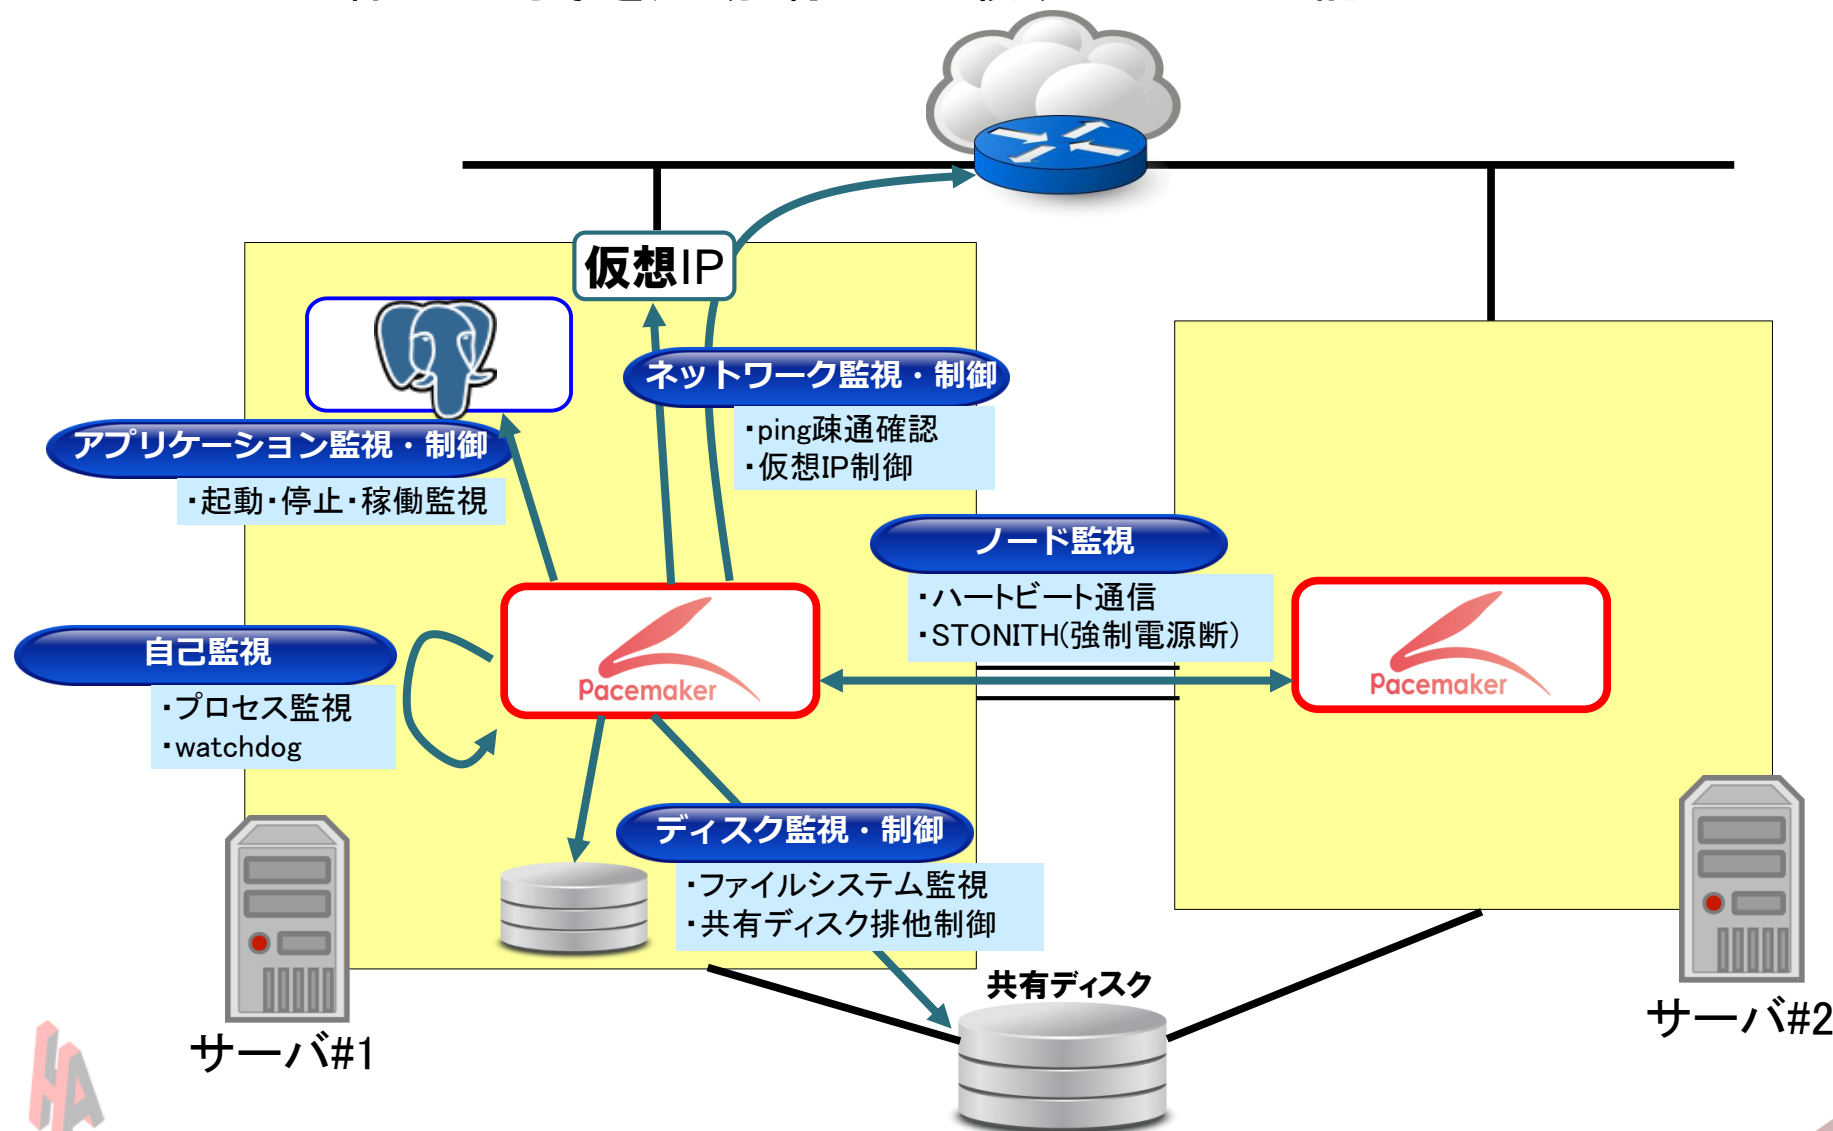 仮想IP
ネットワーク監視・制御
・ping疎通確認
・仮想IP制御
アプリケーション監視・制御
・起動・停止・稼働監視
ノード監視
・ハートビート通信
・STONITH(強制電源断)
自己監視
・プロセス監視
・watchdog
Pacemaker
Pacemaker
ディスク監視・制御
・ファイルシステム監視
・共有ディスク排他制御
共有ディスク
サーバ#1
サーバ#2
HA